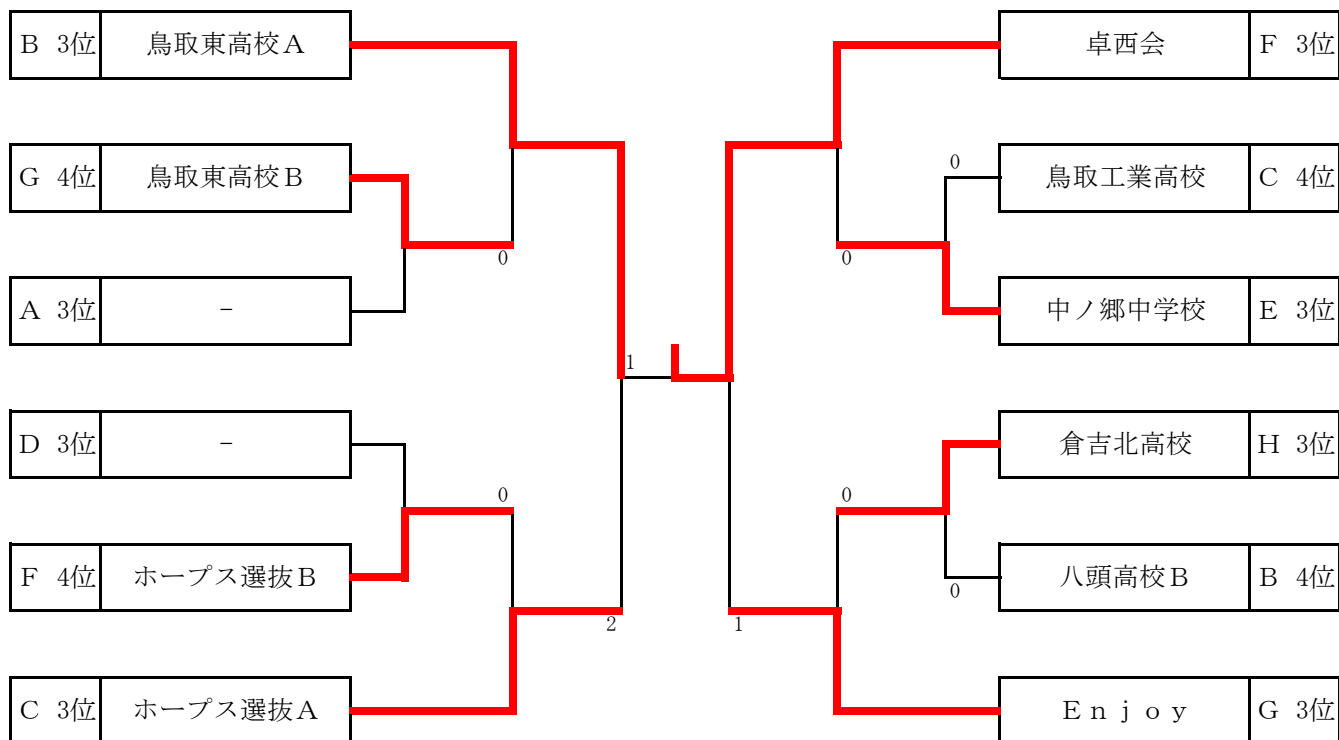 B 3位 鳥取東高校A
G 4位 鳥取東高校B
0
A 3位 -
1
D 3位 -
0
F 4位 ホープス選抜B
2
C 3位 ホープス選抜A
卓西会 F 3位
0
鳥取工業高校 C 4位
0
中ノ郷中学校 E 3位
倉吉北高校 H 3位
0
八頭高校B B 4位
0
1
Enjoy G 3位